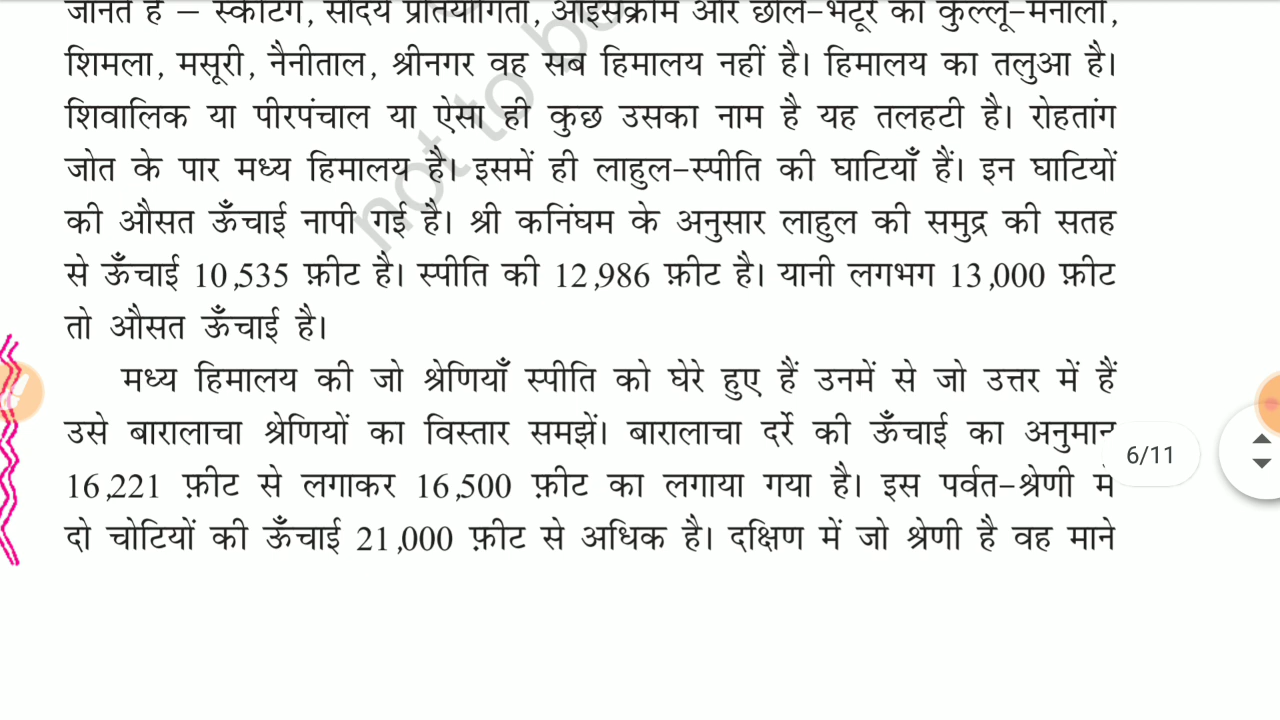 जानते हैं – स्केटिंग, सौंदर्य प्रतियोगिता, आइसक्रीम और छोले-भटूरे का कुल्लू-मनाली,
शिमला, मसूरी, नैनीताल, श्रीनगर वह सब हिमालय नहीं है। हिमालय का तलुआ है।
शिवालिक या पीरपंचाल या ऐसा ही कुछ उसका नाम है यह तलहटी है। रोहतांग
जोत के पार मध्य हिमालय है। इसमें ही लाहुल-स्पीति की घाटियाँ हैं। इन घाटियों
की औसत ऊँचाई नापी गई है। श्री कनिंघम के अनुसार लाहुल की समुद्र की सतह
से ऊँचाई 10,535 फ़ीट है। स्पीति की 12,986 फ़ीट है। यानी लगभग 13,000 फ़ीट
तो औसत ऊँचाई है।
मध्य हिमालय की जो श्रेणियाँ स्पीति को घेरे हुए हैं उनमें से जो उत्तर में हैं
उसे बारालाचा श्रेणियों का विस्तार समझें। बारालाचा दर्रे की ऊँचाई का अनुमान
16,221 फ़ीट से लगाकर 16,500 फ़ीट का लगाया गया है। इस पर्वत-श्रेणी में
दो चोटियों की ऊँचाई 21,000 फ़ीट से अधिक है। दक्षिण में जो श्रेणी है वह माने
6/11
not to be